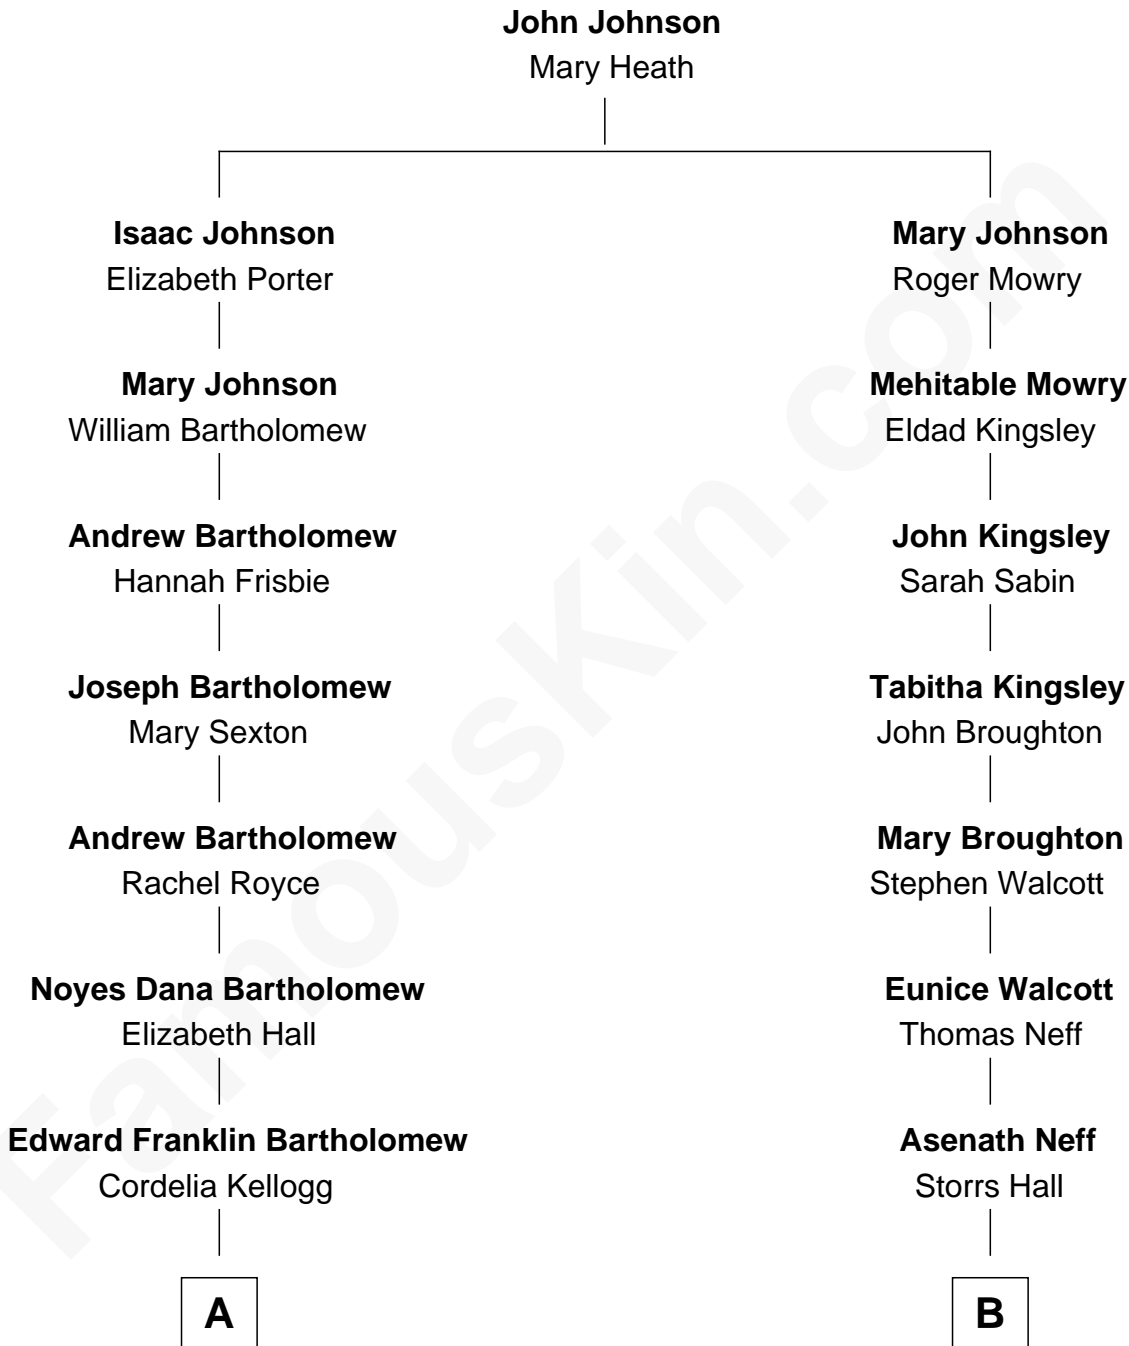 John Johnson
Mary Heath
Isaac Johnson
Elizabeth Porter
Mary Johnson
William Bartholomew
Andrew Bartholomew
Hannah Frisbie
Joseph Bartholomew
Mary Sexton
Andrew Bartholomew
Rachel Royce
Noyes Dana Bartholomew
Elizabeth Hall
Edward Franklin Bartholomew
Cordelia Kellogg
A
Mary Johnson
Roger Mowry
Mehitable Mowry
Eldad Kingsley
John Kingsley
Sarah Sabin
Tabitha Kingsley
John Broughton
Mary Broughton
Stephen Walcott
Eunice Walcott
Thomas Neff
Asenath Neff
Storrs Hall
B
FamousKin.com